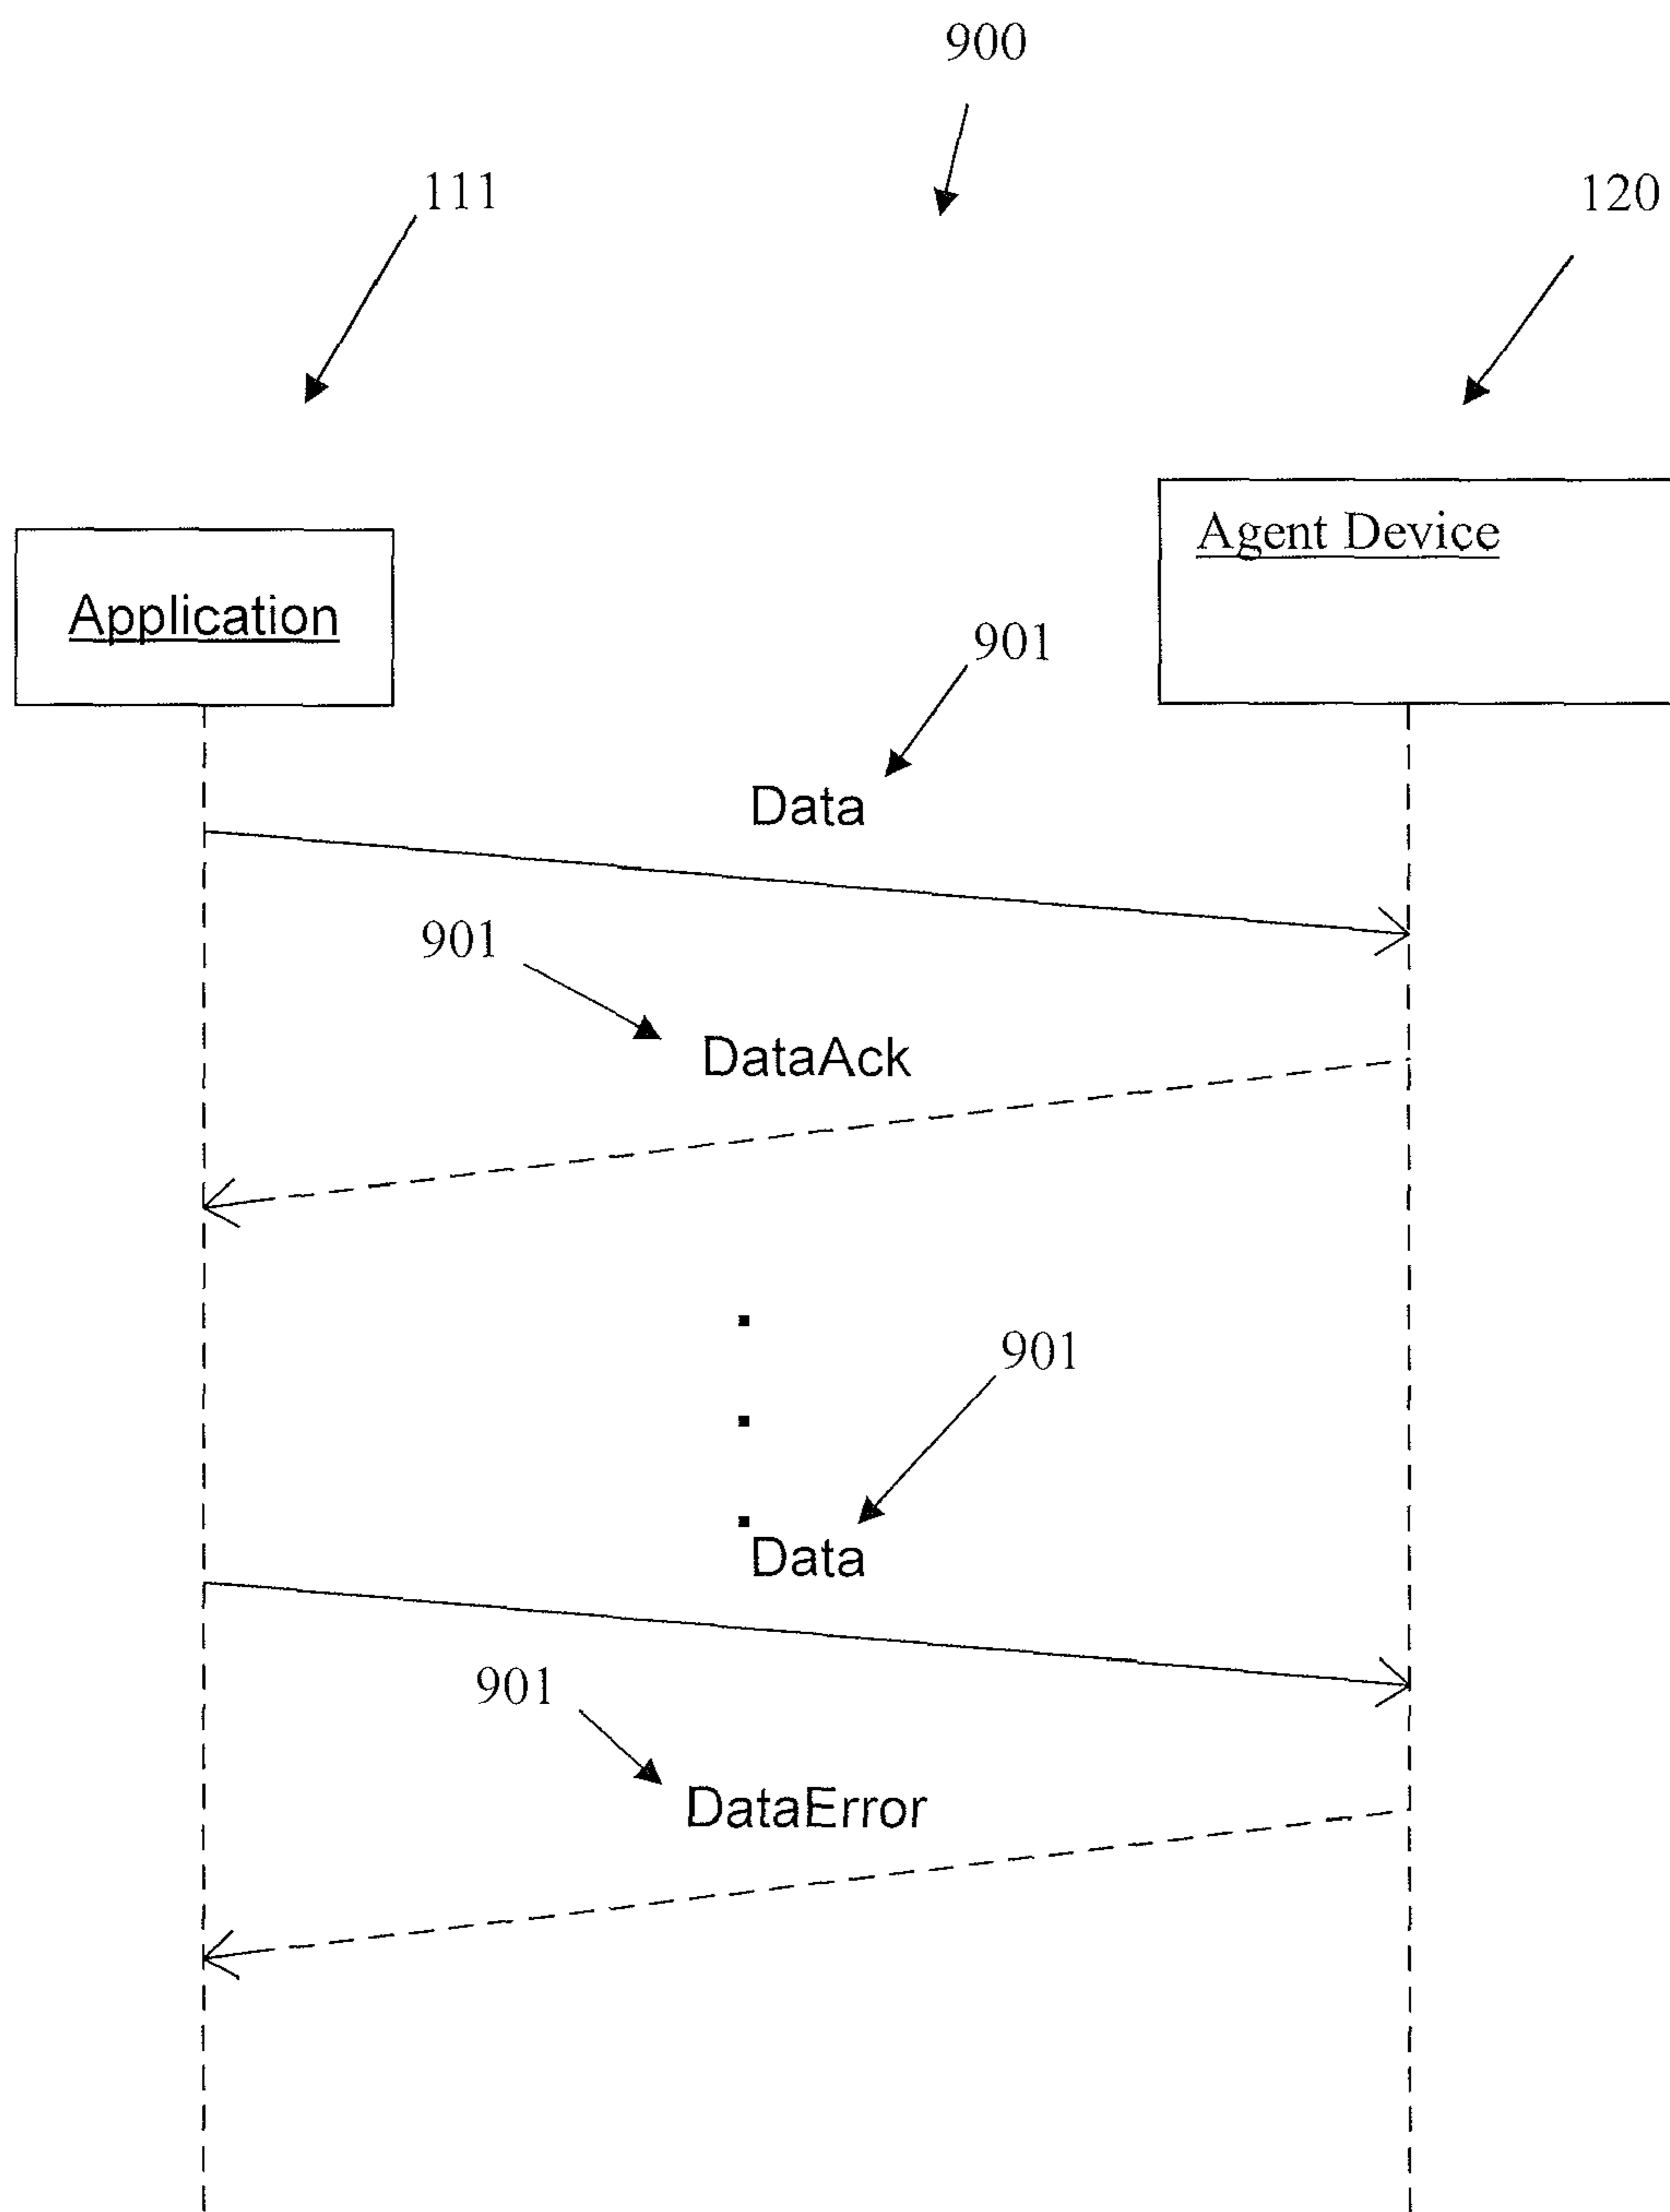 900
111
120
Agent Device
Application
901
Data
901
DataAck
901
Data
901
DataError